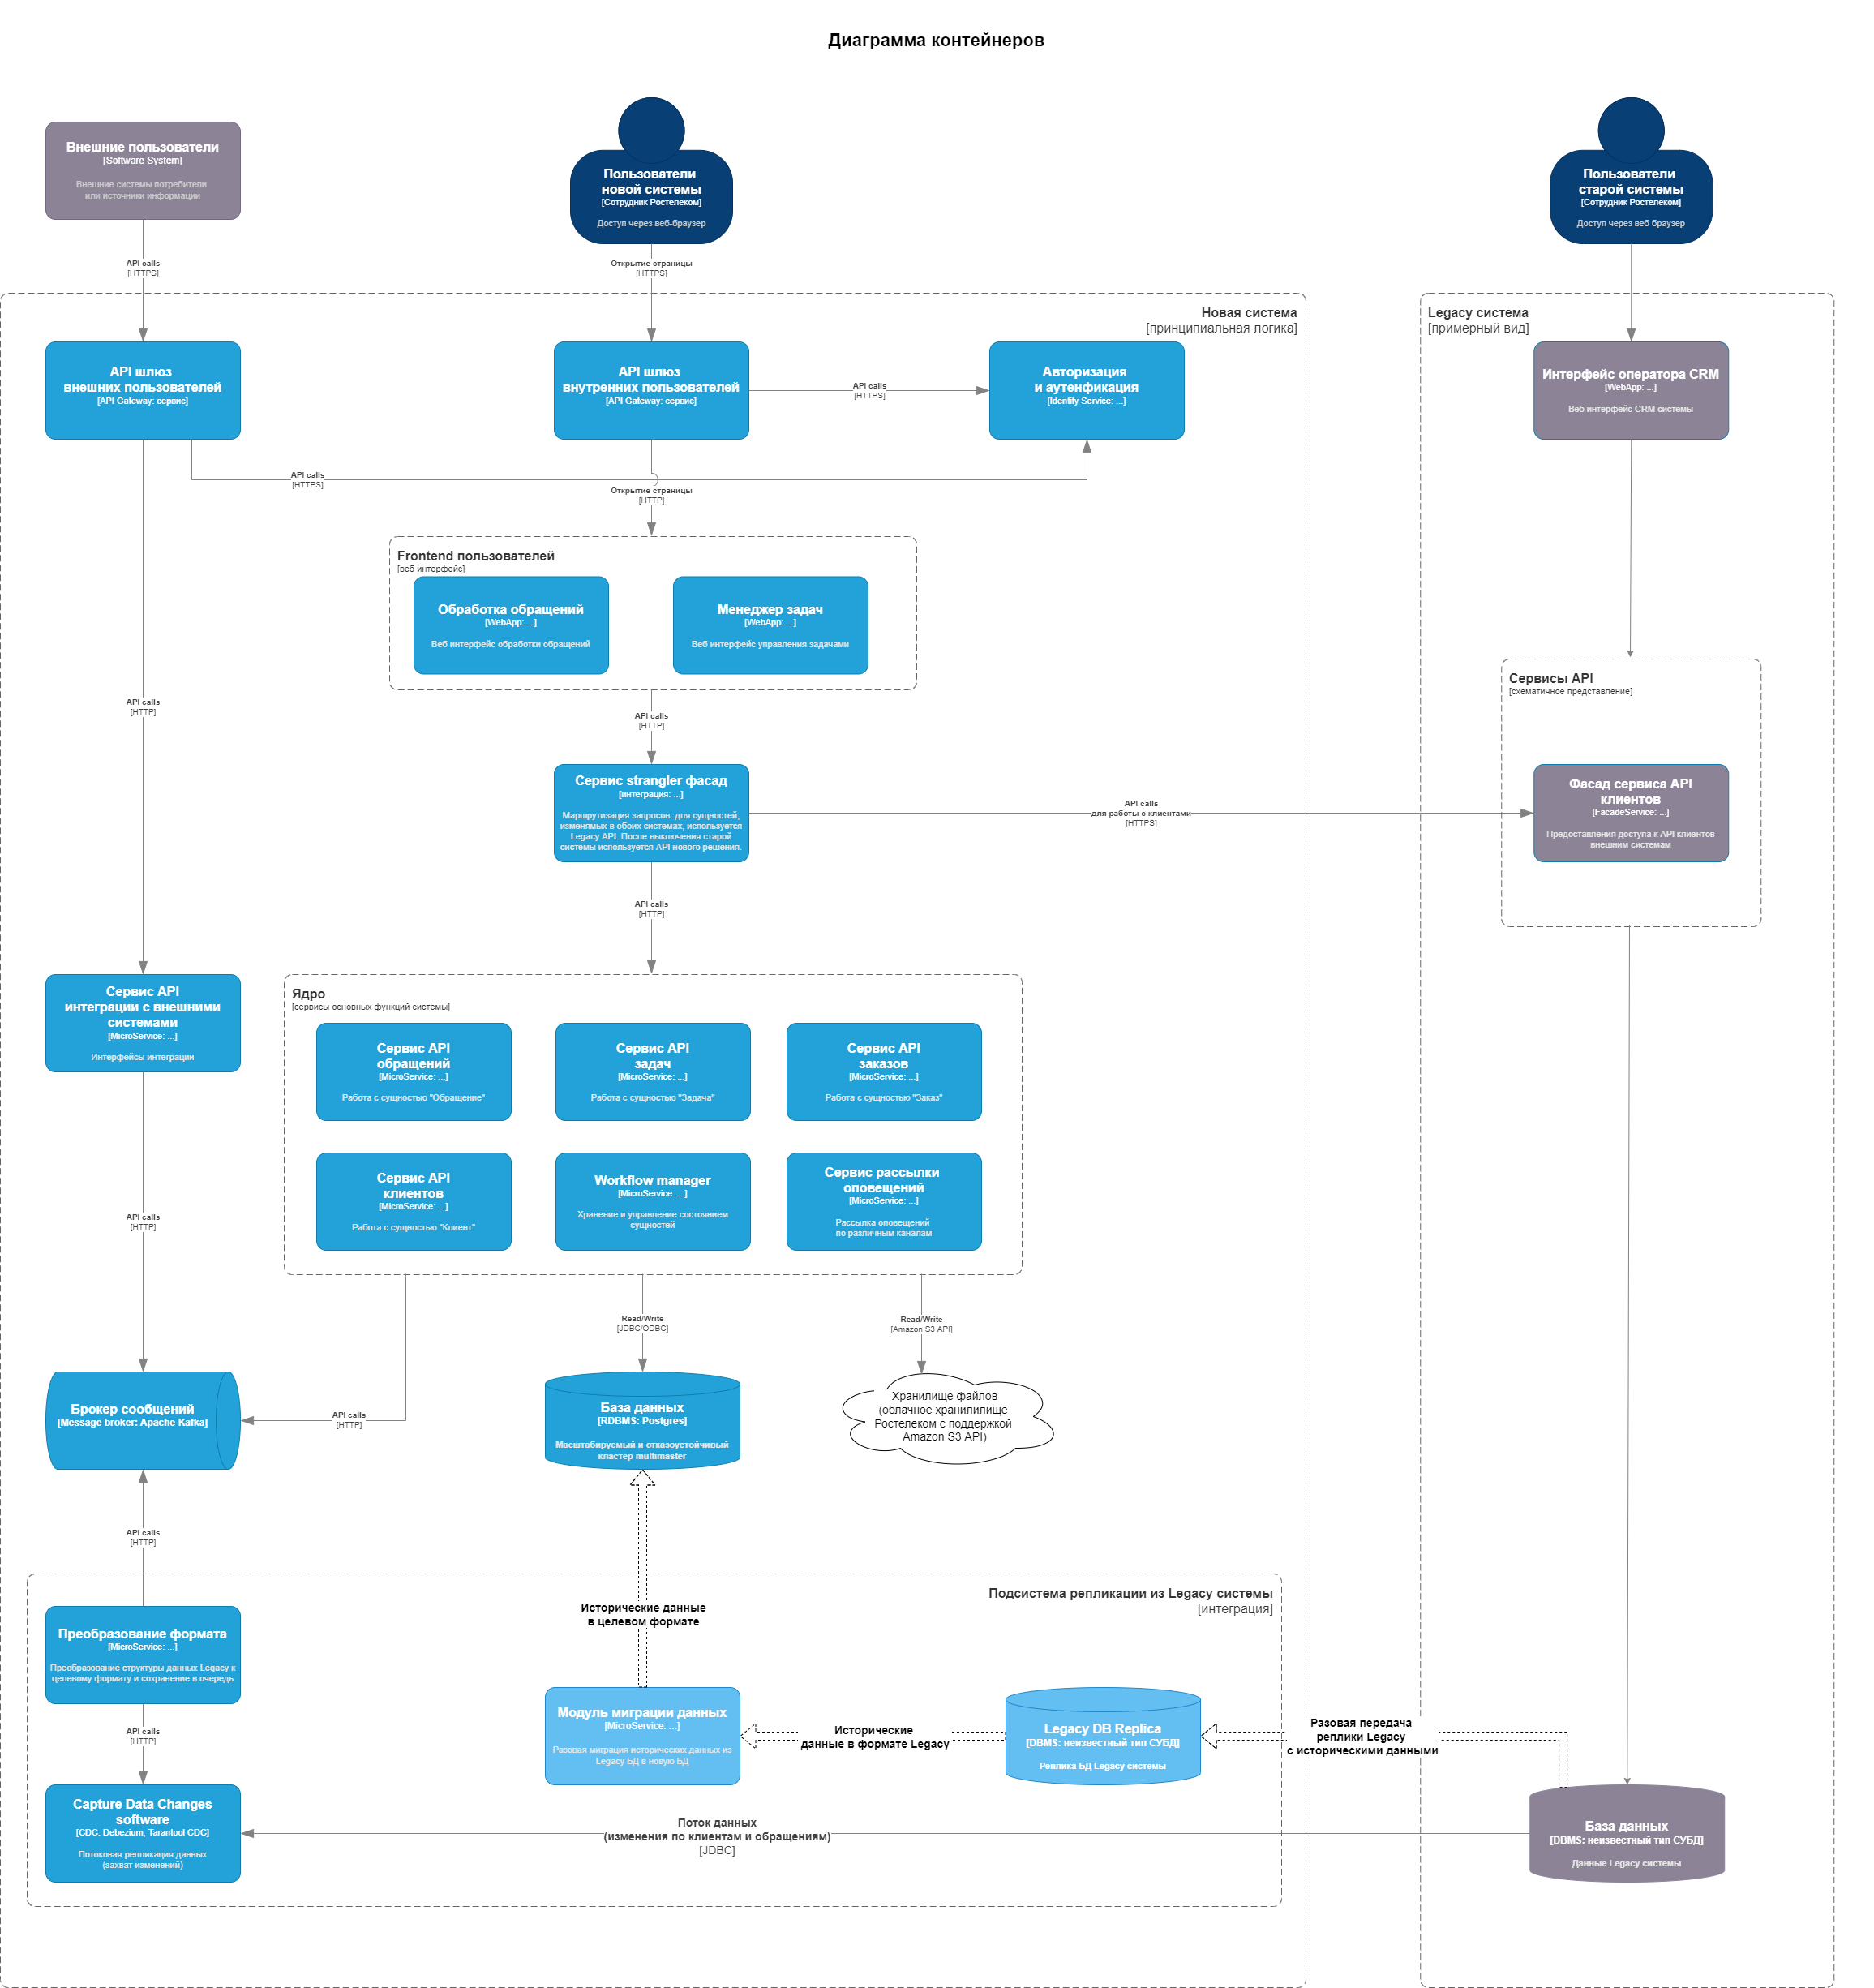 Диаграмма контейнеров
Внешние пользователи
[Software System]
Внешние системы потребители
или источники информации
Пользователи
новой системы
[Сотрудник Ростелеком]
Доступ через веб-браузер
Пользователи
старой системы
[Сотрудник Ростелеком]
Доступ через веб браузер
API calls
[HTTPS]
Открытие страницы
[HTTPS]
Новая система
[принципиальная логика]
Legacy система
[примерный вид]
API шлюз
внешних пользователей
[API Gateway: сервис]
API шлюз
внутренних пользователей
[API Gateway: сервис]
API calls
[HTTPS]
Авторизация
и аутенфикация
[Identity Service: ...]
Интерфейс оператора CRM
[WebApp: ...]
Веб интерфейс CRM системы
API calls
[HTTPS]
Открытие страницы
[HTTP]
Frontend пользователей
[веб интерфейс]
Обработка обращений
[WebApp: ...]
Веб интерфейс обработки обращений
Менеджер задач
[WebApp: ...]
Веб интерфейс управления задачами
API calls
[HTTP]
API calls
[HTTP]
Сервисы API
[схематичное представление]
Сервис strangler фасад
[интеграция: ...]
Маршрутизация запросов: для сущностей,
изменямых в обоих системах, используется
Legacy API. После выключения старой
системы используется API нового решения.
API calls
для работы с клиентами
[HTTPS]
Фасад сервиса API
клиентов
[FacadeService: ...]
Предоставления доступа к API клиентов
внешним системам
API calls
[HTTP]
Сервис API
интеграции с внешними
системами
[MicroService: ...]
Интерфейсы интеграции
Ядро
[сервисы основных функций системы]
Сервис API
обращений
[MicroService: ...]
Работа с сущностью "Обращение"
Сервис API
задач
[MicroService: ...]
Работа с сущностью "Задача"
Сервис API
заказов
[MicroService: ...]
Работа с сущностью "Заказ"
Сервис API
клиентов
[MicroService: ...]
Работа с сущностью "Клиент"
Workflow manager
[MicroService: ...]
Хранение и управление состоянием
сущностей
Сервис рассылки
оповещений
[MicroService: ...]
Рассылка оповещений
по различным каналам
API calls
[HTTP]
Read/Write
[JDBC/ODBC]
Read/Write
[Amazon S3 API]
Брокер сообщений
[Message broker: Apache Kafka]
API calls
[HTTP]
База данных
[RDBMS: Postgres]
Масштабируемый и отказоустойчивый
кластер multimaster
Хранилище файлов
(облачное хранилилище
Ростелеком с поддержкой
Amazon S3 API)
API calls
[HTTP]
Подсистема репликации из Legacy системы
[интеграция]
Исторические данные
в целевом формате
Преобразование формата
[MicroService: ...]
Преобразование структуры данных Legacy к
целевому формату и сохранение в очередь
API calls
[HTTP]
Модуль миграции данных
[MicroService: ...]
Разовая миграция исторических данных из
Legacy БД в новую БД
Исторические
данные в формате Legacy
Legacy DB Replica
[DBMS: неизвестный тип СУБД]
Реплика БД Legacy системы
Разовая передача
реплики Legacy
с историческими данными
Capture Data Changes
software
[CDC: Debezium, Tarantool CDC]
Потоковая репликация данных
(захват изменений)
Поток данных
(изменения по клиентам и обращениям)
[JDBC]
База данных
[DBMS: неизвестный тип СУБД]
Данные Legacy системы